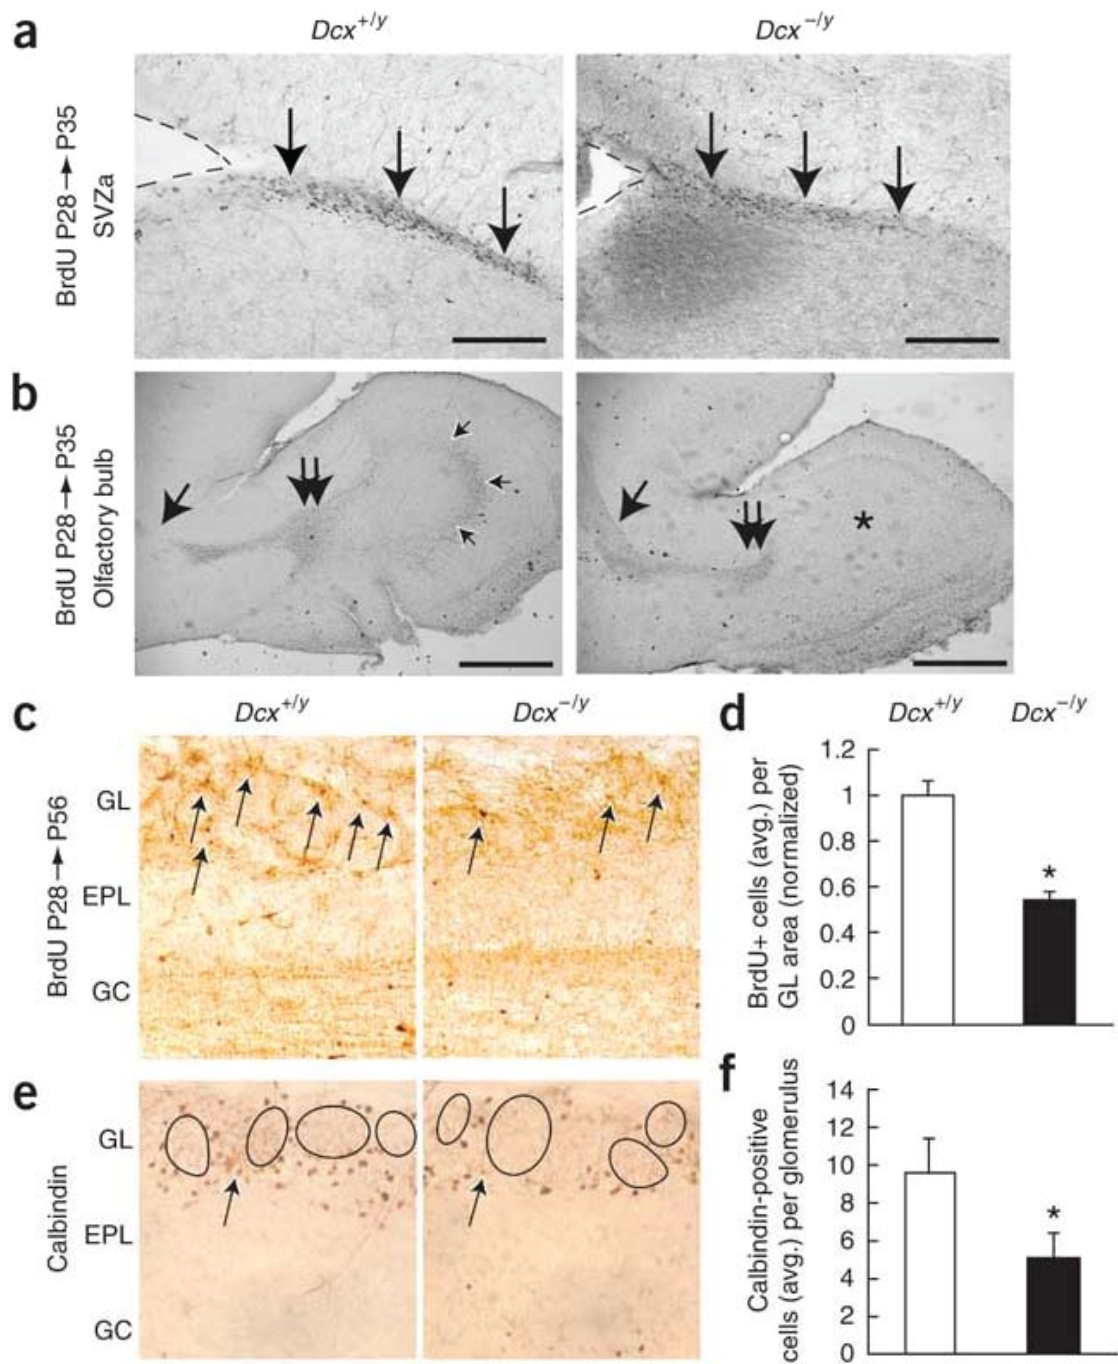 a
Dcx+/y
Dcx−/y
BrdU P28→P35
SVZa
b
BrdU P28→P35
Olfactory bulb
*
c
Dcx+/y
Dcx−/y
BrdU P28→P56
GL
EPL
GC
d
Dcx+/y
Dcx−/y
BrdU+ cells (avg.) per
GL area (normalized)
1.2
1
0.8
0.6
0.4
0.2
0
*
e
Calbindin
GL
EPL
GC
f
Calbindin-positive
cells (avg.) per glomerulus
14
12
10
8
6
4
2
0
*